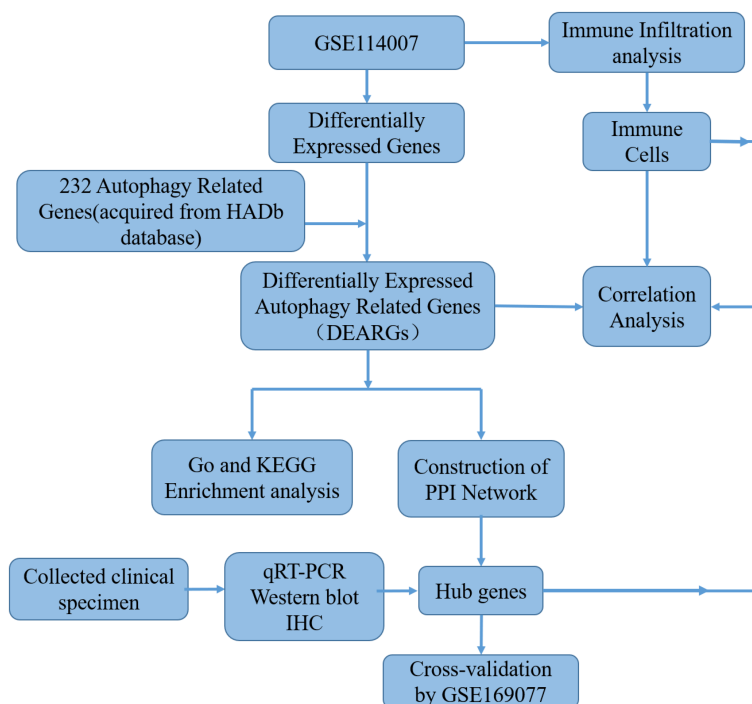 GSE114007
Immune Infiltration
analysis
Differentially
Expressed Genes
Immune
Cells
232 Autophagy Related
Genes(acquired from HADb
database)
Differentially Expressed
Autophagy Related Genes
（DEARGs）
Correlation
Analysis
Go and KEGG
Enrichment analysis
Construction of
PPI Network
Collected clinical
specimen
qRT-PCR
Western blot
IHC
Hub genes
Cross-validation
by GSE169077